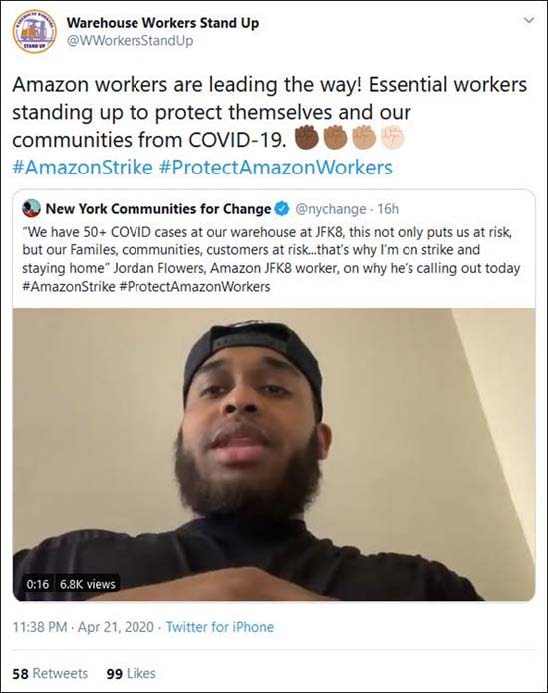 Warehouse Workers Stand Up
@WWorkersStandUp
Amazon workers are leading the way! Essential workers
standing up to protect themselves and our
communities from COVID-19. ✊🏿✊🏾✊🏽✊🏻
#AmazonStrike #ProtectAmazonWorkers
New York Communities for Change @nychange · 16h
"We have 50+ COVID cases at our warehouse at JFK8, this not only puts us at risk,
but our Familes, communities, customers at risk...that's why I'm on strike and
staying home" Jordan Flowers, Amazon JFK8 worker, on why he's calling out today
#AmazonStrike #ProtectAmazonWorkers
0:16 6.8K views
11:38 PM · Apr 21, 2020 · Twitter for iPhone
58 Retweets 99 Likes